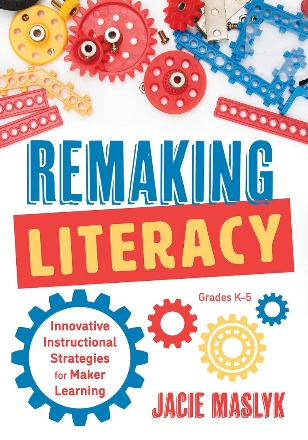 REMAKING
LITERACY
Grades K–5
Innovative
Instructional
Strategies
for Maker
Learning
JACIE MASLYK